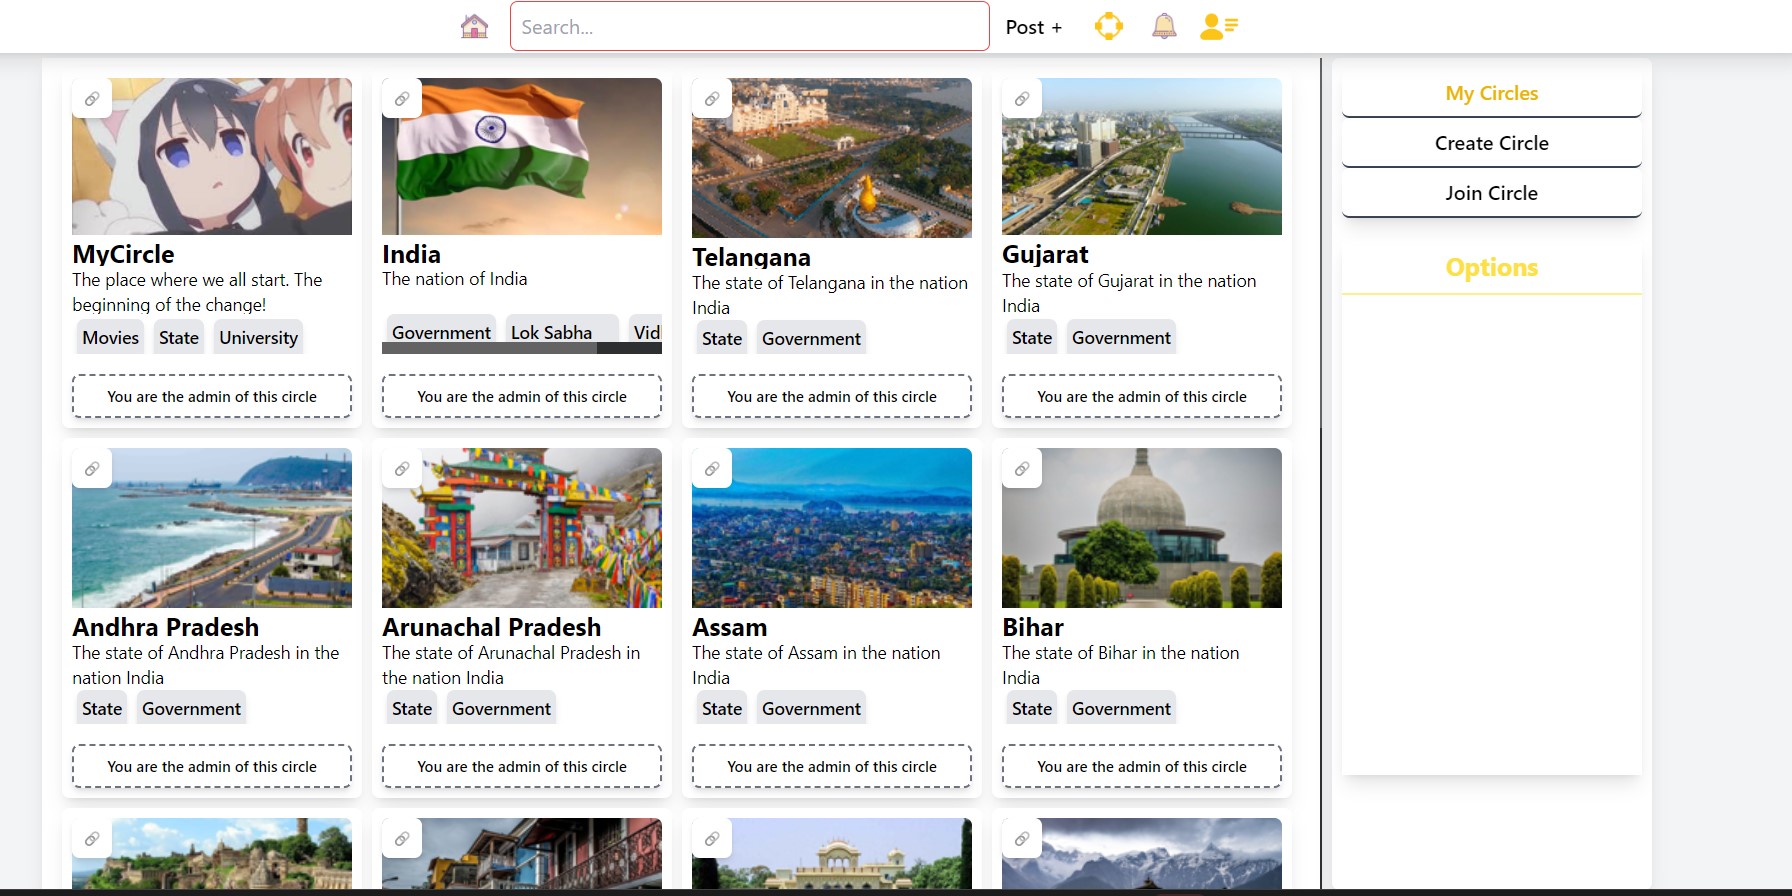 Search...
Post +
MyCircle
The place where we all start. The
beginning of the change!
Movies State University
You are the admin of this circle
India
The nation of India
Government Lok Sabha
You are the admin of this circle
Telangana
The state of Telangana in the nation
India
State Government
You are the admin of this circle
Gujarat
The state of Gujarat in the nation
India
State Government
You are the admin of this circle
Andhra Pradesh
The state of Andhra Pradesh in the
nation India
State Government
You are the admin of this circle
Arunachal Pradesh
The state of Arunachal Pradesh in
the nation India
State Government
You are the admin of this circle
Assam
The state of Assam in the nation
India
State Government
You are the admin of this circle
Bihar
The state of Bihar in the nation
India
State Government
You are the admin of this circle
My Circles
Create Circle
Join Circle
Options